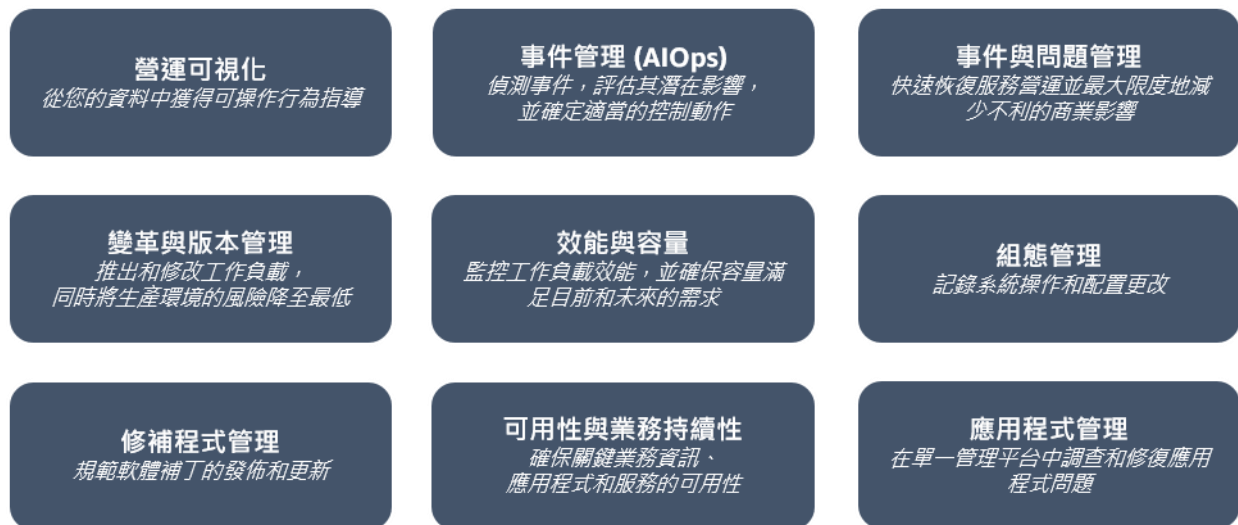 營運可視化
從您的資料中獲得可操作行為指導
事件管理 (AIOps)
偵測事件，評估其潛在影響，
並確定適當的控制動作
事件與問題管理
快速恢復服務營運並最大限度地減
少不利的商業影響
變革與版本管理
推出和修改工作負載，
同時將生產環境的風險降至最低
效能與容量
監控工作負載效能，並確保容量滿
足目前和未來的需求
組態管理
記錄系統操作和配置更改
修補程式管理
規範軟體補丁的發佈和更新
可用性與業務持續性
確保關鍵業務資訊、
應用程式和服務的可用性
應用程式管理
在單一管理平台中調查和修復應用
程式問題